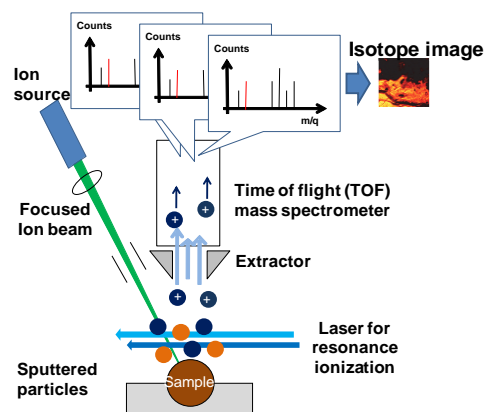 Counts
Counts
Counts
m/q
Isotope image
Ion
source
Focused
Ion beam
Time of flight (TOF)
mass spectrometer
+
+
Extractor
+
+
Laser for
resonance
ionization
Sputtered
particles
Sample